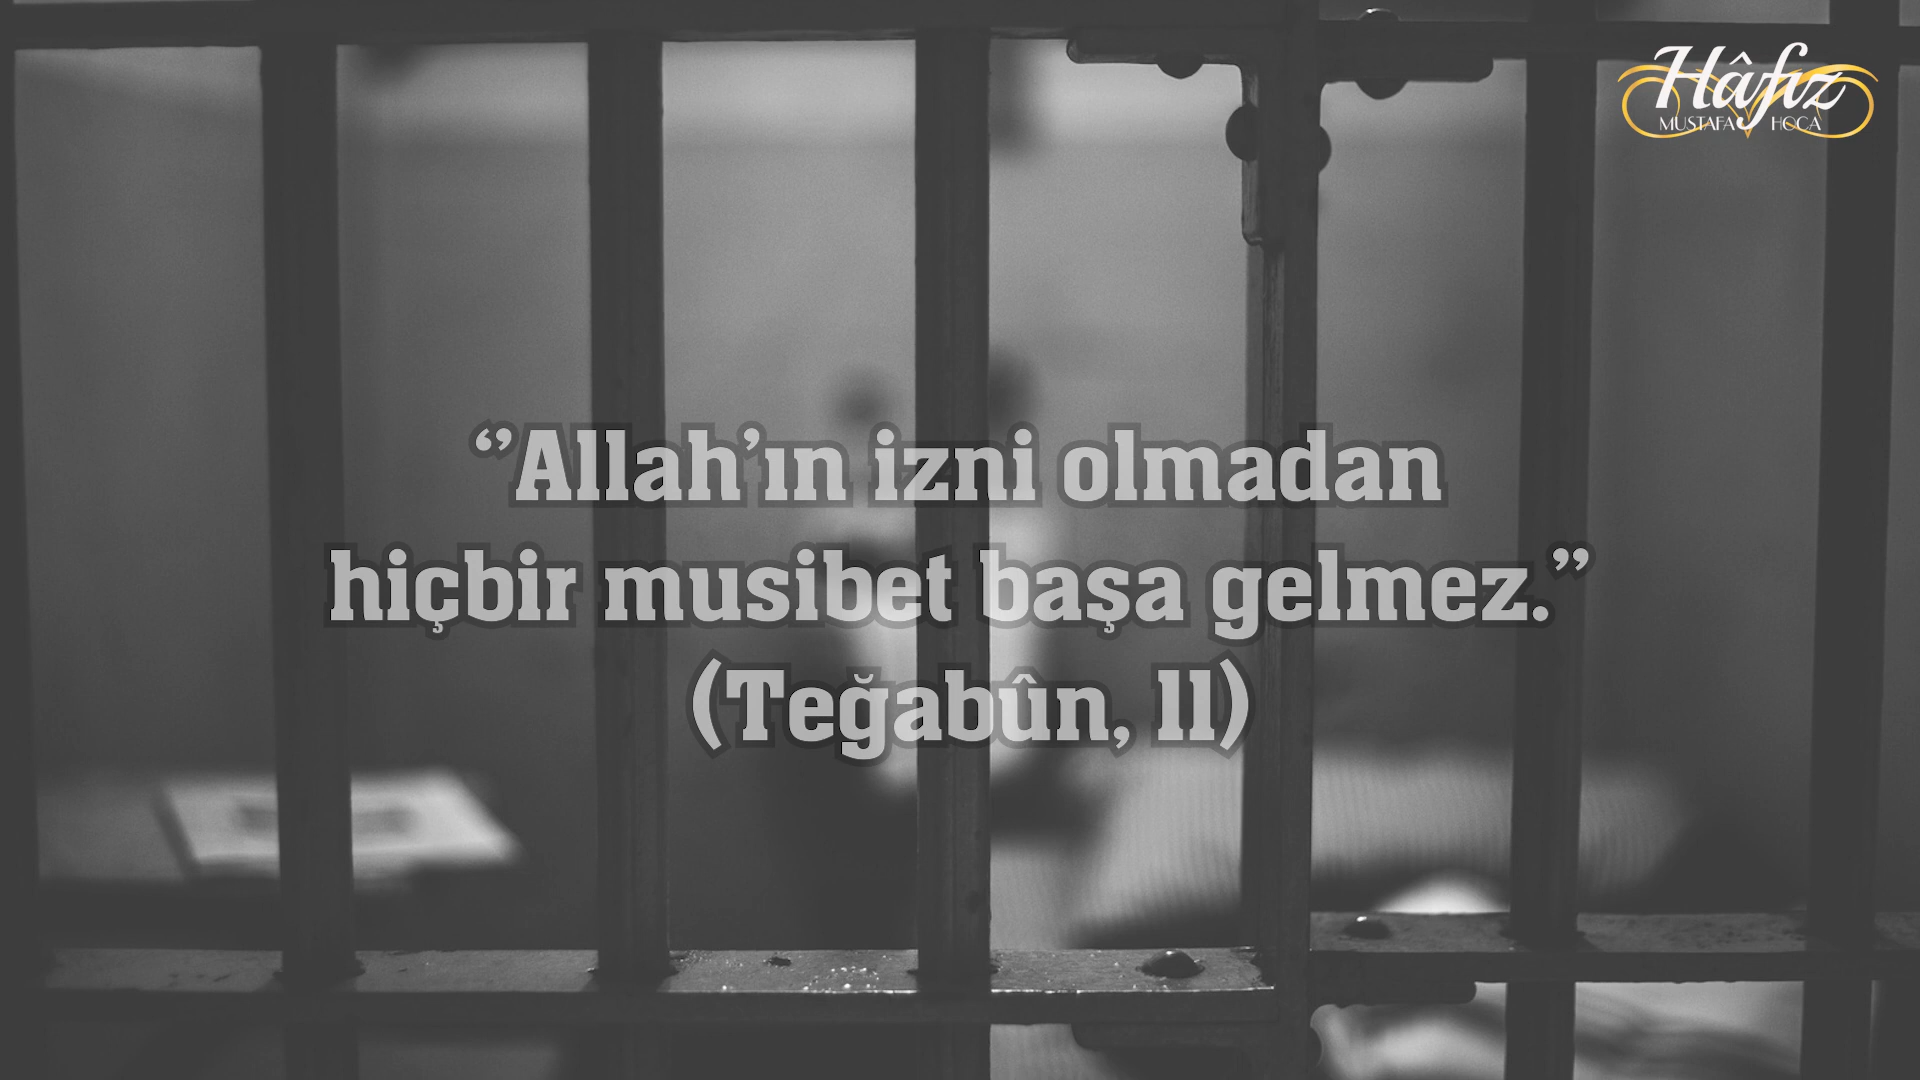 Hâfız
MUSTAFA HOCA
‘’Allah’ın izni olmadan
hiçbir musibet başa gelmez.’’
(Teğabûn, 11)